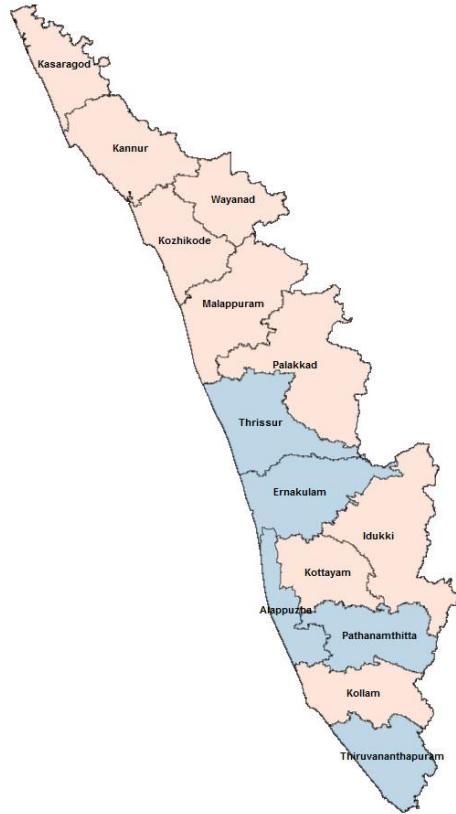 Kasaragod
Kannur
Wayanad
Kozhikode
Malappuram
Palakkad
Thrissur
Ernakulam
Idukki
Kottayam
Alappuzha
Pathanamthitta
Kollam
Thiruvananthapuram